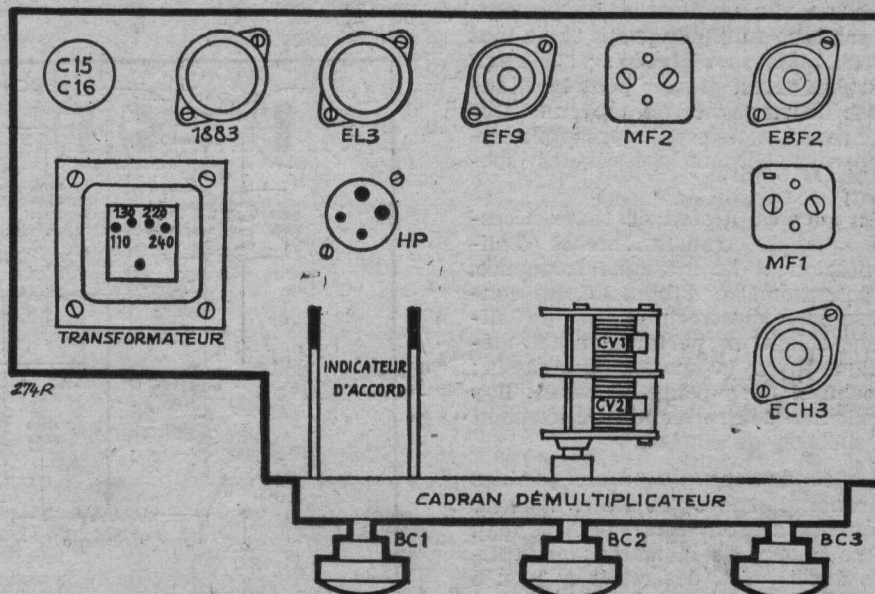 C15
C16
1883
EL3
EF9
MF2
EBF2
130 220
110 240
HP
MF1
TRANSFORMATEUR
INDICATEUR
D'ACCORD
CV1
CV2
ECH3
274R
CADRAN DÉMULTIPLICATEUR
BC1
BC2
BC3